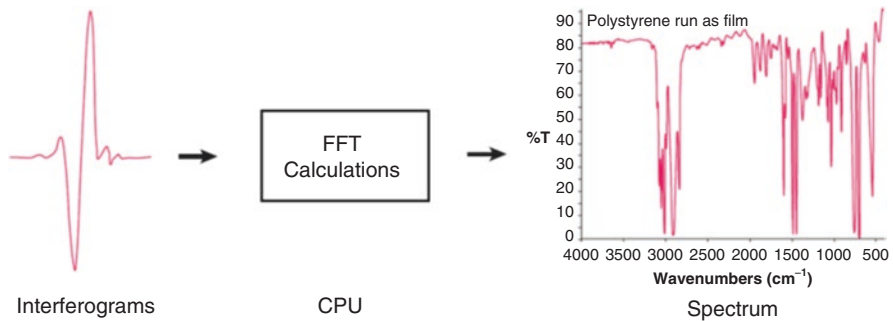 Interferograms
FFT
Calculations
CPU
Polystyrene run as film
%T
90
80
70
60
50
40
30
20
10
0
4000 3500 3000 2500 2000 1500 1000 500
Wavenumbers (cm⁻¹)
Spectrum